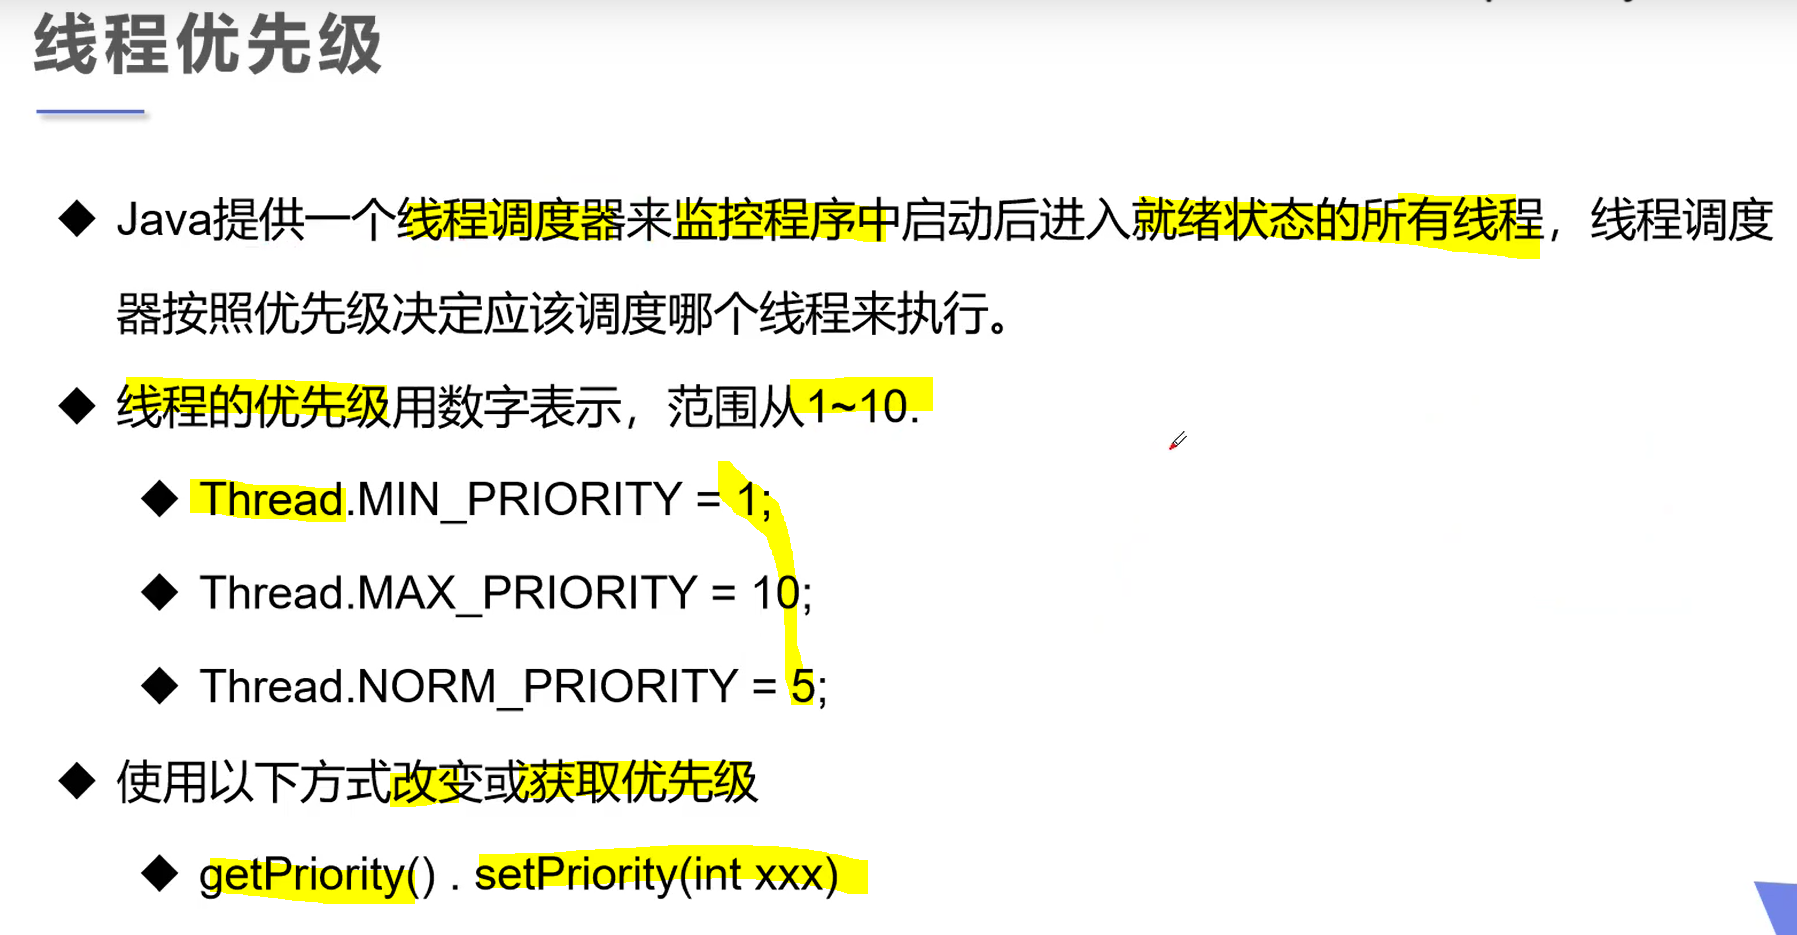 线程优先级
Java提供一个线程调度器来监控程序中启动后进入就绪状态的所有线程，线程调度
器按照优先级决定应该调度哪个线程来执行。
线程的优先级用数字表示，范围从1~10.
Thread.MIN_PRIORITY = 1;
Thread.MAX_PRIORITY = 10;
Thread.NORM_PRIORITY = 5;
使用以下方式改变或获取优先级
getPriority() . setPriority(int xxx)